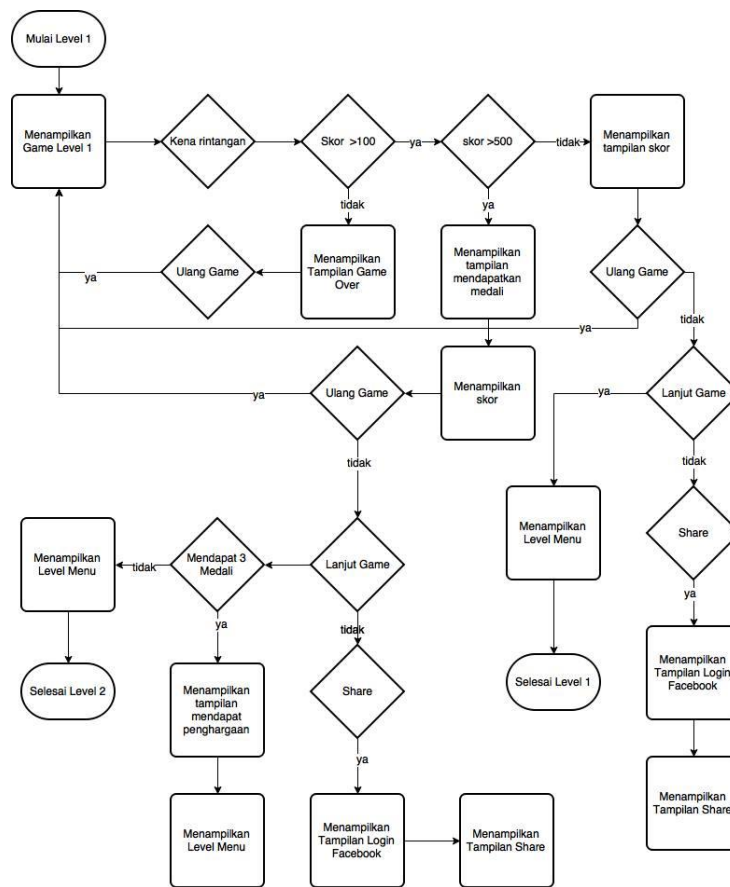 Mulai Level 1
Menampilkan
Game Level 1
Kena rintangan
Skor >100
ya
skor >500
tidak
Menampilkan
tampilan skor
tidak
ya
Ulang Game
ya
Menampilkan
Tampilan Game
Over
Menampilkan
tampilan
mendapatkan
medali
Ulang Game
ya
tidak
Ulang Game
ya
Menampilkan
skor
ya
Lanjut Game
tidak
tidak
Menampilkan
Level Menu
Share
Menampilkan
Level Menu
tidak
Mendapat 3
Medali
Lanjut Game
ya
ya
tidak
Selesai Level 2
Menampilkan
tampilan
mendapat
penghargaan
Share
Selesai Level 1
Menampilkan
Tampilan Login
Facebook
ya
Menampilkan
Level Menu
Menampilkan
Tampilan Login
Facebook
Menampilkan
Tampilan Share
Menampilkan
Tampilan Share